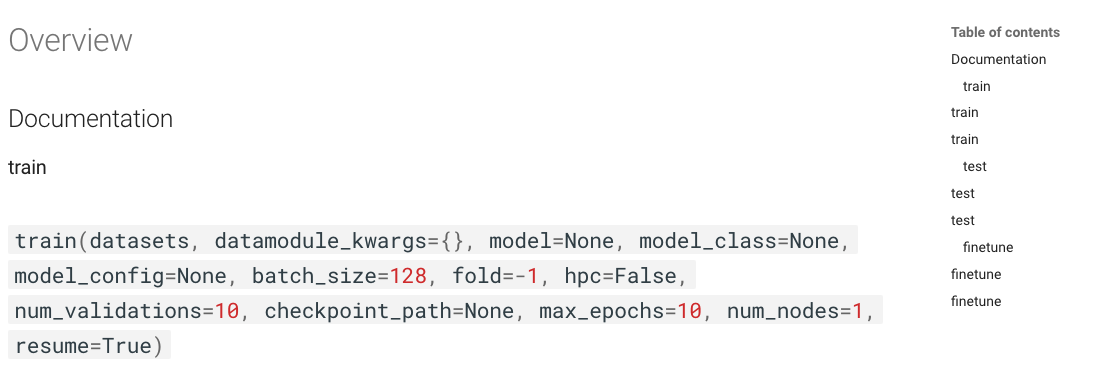 Overview
Documentation
train
train(datasets, datamodule_kwargs={}, model=None, model_class=None,
model_config=None, batch_size=128, fold=-1, hpc=False,
num_validations=10, checkpoint_path=None, max_epochs=10, num_nodes=1,
resume=True)
Table of contents
Documentation
train
train
train
test
test
test
finetune
finetune
finetune